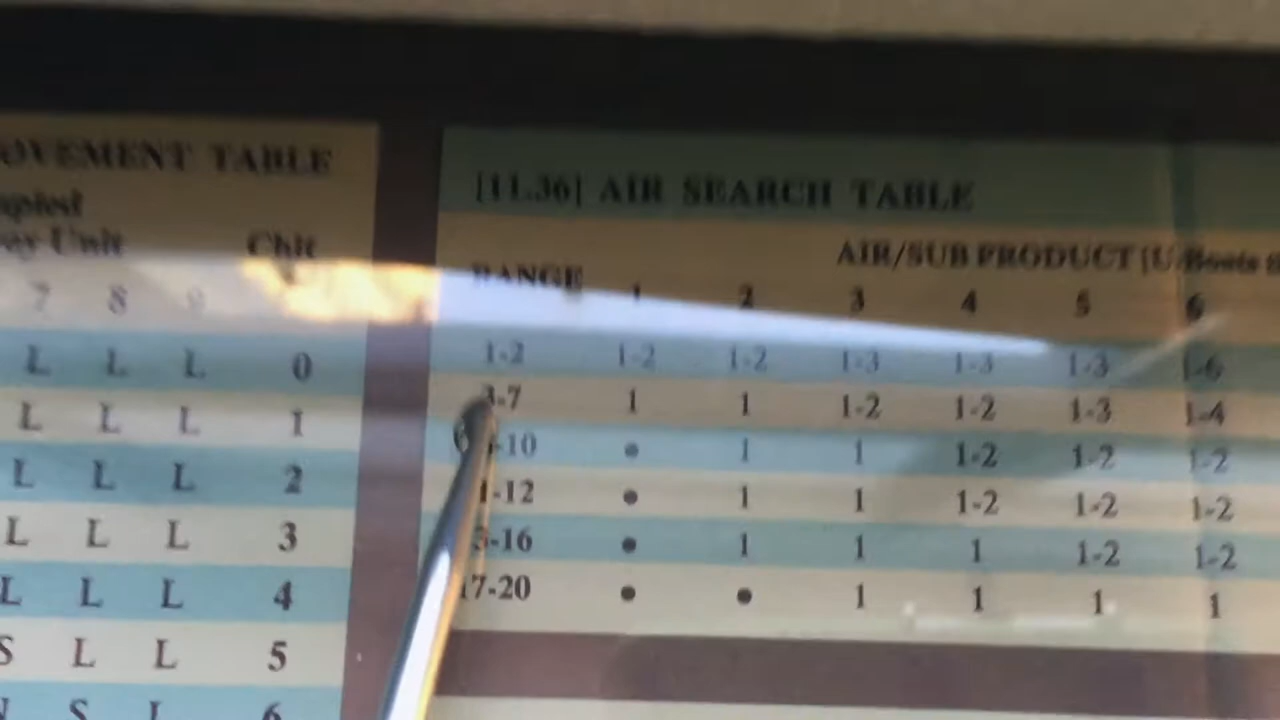 OVEMENT TABLE
Unit Chit
7 8 9
L L L 0
L L L 1
L L L 2
L L L 3
L L L 4
S L L 5
S L 6
[11.36] AIR SEARCH TABLE
AIR/SUB PRODUCT [U-Boats
RANGE 1 2 3 4 5 6
1-2 1-2 1-2 1-3 1-3 1-3 1-6
3-7 1 1 1-2 1-2 1-3 1-4
-10 • 1 1 1-2 1-2 1-2
-12 • 1 1 1-2 1-2 1-2
-16 • 1 1 1 1-2 1-2
17-20 • • 1 1 1 1